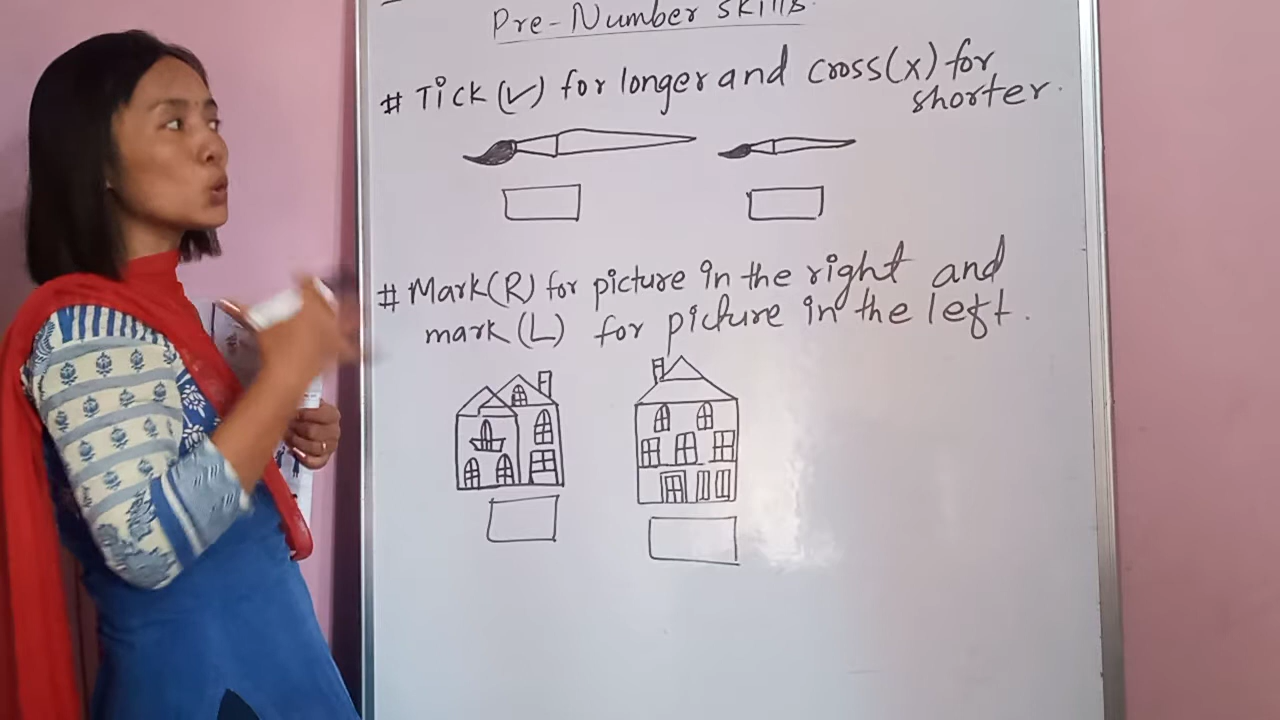 Pre-Number skills.
# Tick (✓) for longer and cross(x) for
shorter.
# Mark(R) for picture in the right and
mark (L) for picture in the left.